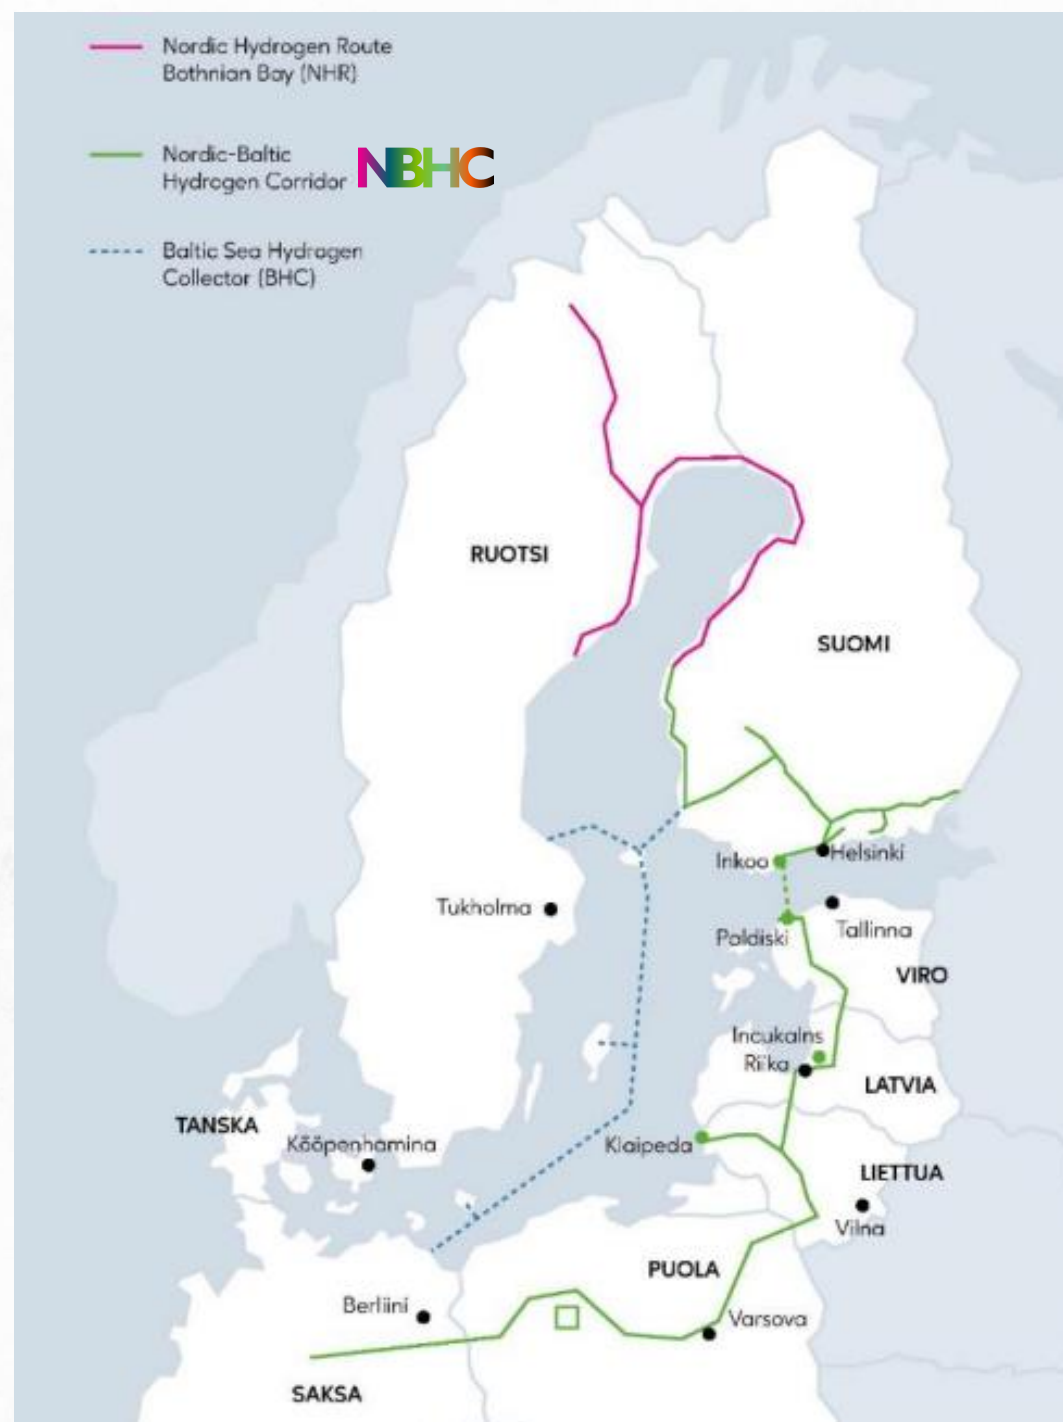 Nordic Hydrogen Route
Bothnian Bay (NHR)
Nordic-Baltic
Hydrogen Corridor NBHC
Baltic Sea Hydrogen
Collector (BHC)
RUOTSI
SUOMI
Inkoo
Helsinki
Tukholma
Tallinna
Paldiski
VIRO
Incukalns
Riika
LATVIA
TANSKA
Kööpenhamina
Klaipeda
LIETTUA
Vilna
PUOLA
Berliini
Varsova
SAKSA